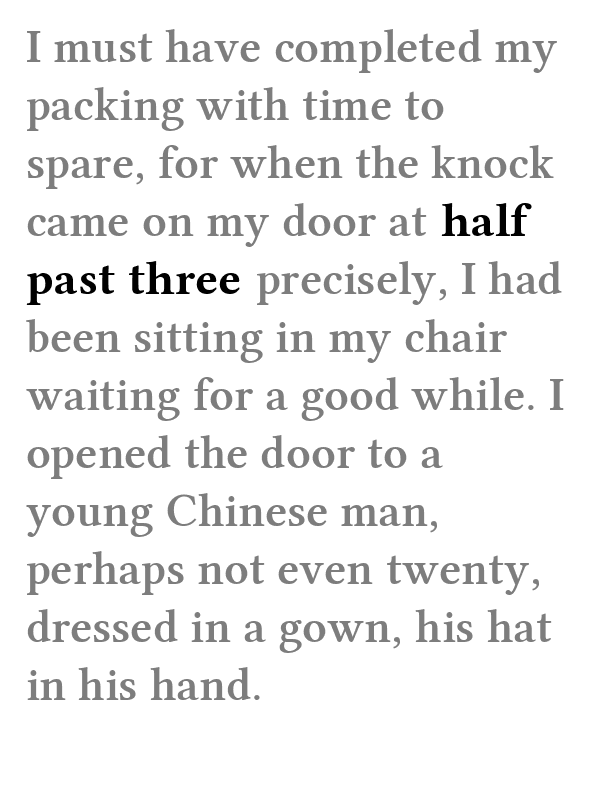 I must have completed my
packing with time to
spare, for when the knock
came on my door at half
past three precisely, I had
been sitting in my chair
waiting for a good while. I
opened the door to a
young Chinese man,
perhaps not even twenty,
dressed in a gown, his hat
in his hand.